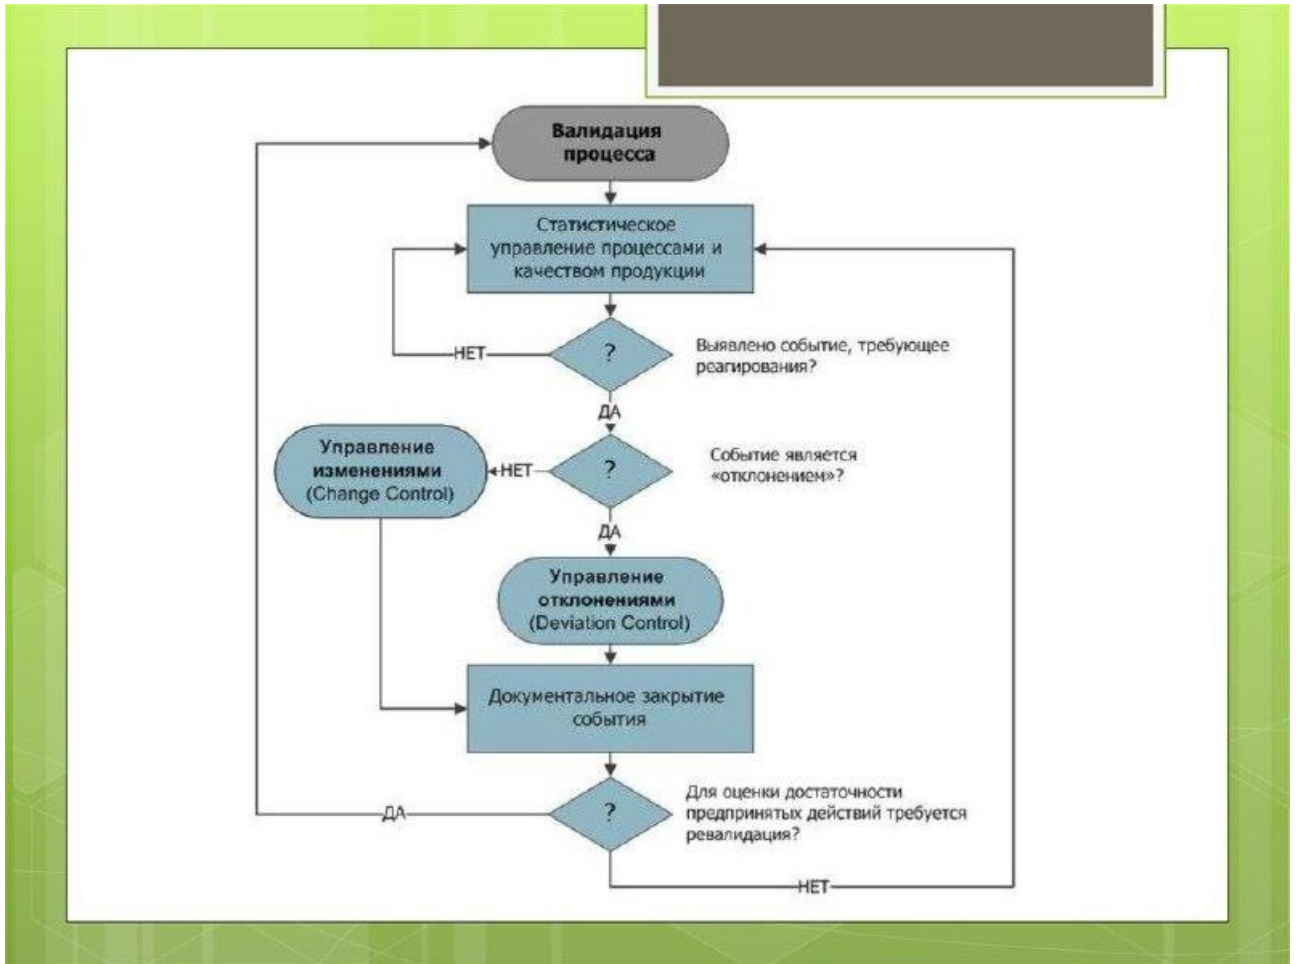 Валидация
процесса
Статистическое
управление процессами и
качеством продукции
?
Выявлено событие, требующее
реагирования?
НЕТ
ДА
Управление
изменениями
(Change Control)
НЕТ
?
Событие является
«отклонением»?
ДА
Управление
отклонениями
(Deviation Control)
Документальное закрытие
события
ДА
?
Для оценки достаточности
предпринятых действий требуется
ревалидация?
НЕТ